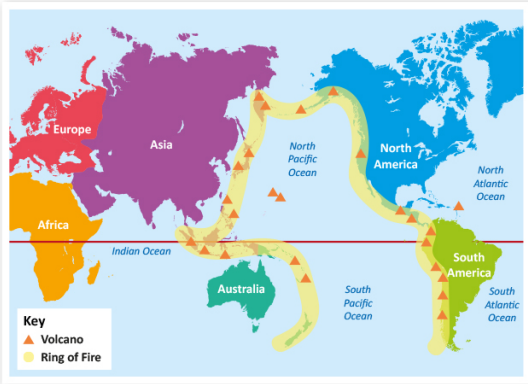 Europe
Asia
North
Pacific
Ocean
North
America
North
Atlantic
Ocean
Africa
Indian Ocean
Australia
South
Pacific
Ocean
South
America
South
Atlantic
Ocean
Key
Volcano
Ring of Fire